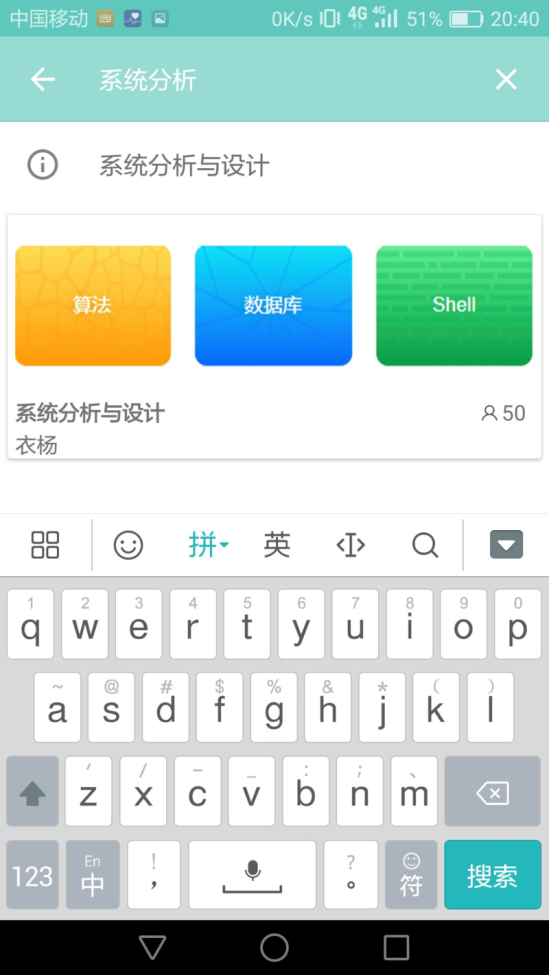 中国移动 0K/s 4G 4G 51% 20:40
系统分析
系统分析与设计
算法 数据库 Shell
系统分析与设计 50
衣杨
拼 英
1 2 3 4 5 6 7 8 9 0
q w e r t y u i o p
~ @ # $ % & * ( )
a s d f g h j k l
' / - _ : ; 、
z x c v b n m
123 En 中 ! , ? 。 符 搜索